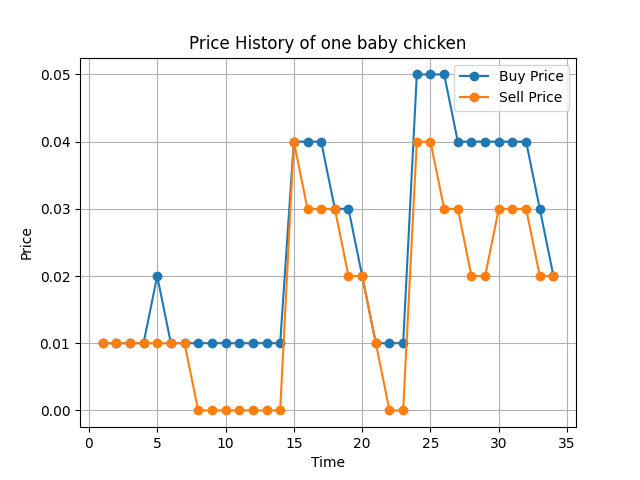 Price History of one baby chicken
Buy Price
Sell Price
0.05
0.04
0.03
0.02
0.01
0.00
Price
0 5 10 15 20 25 30 35
Time